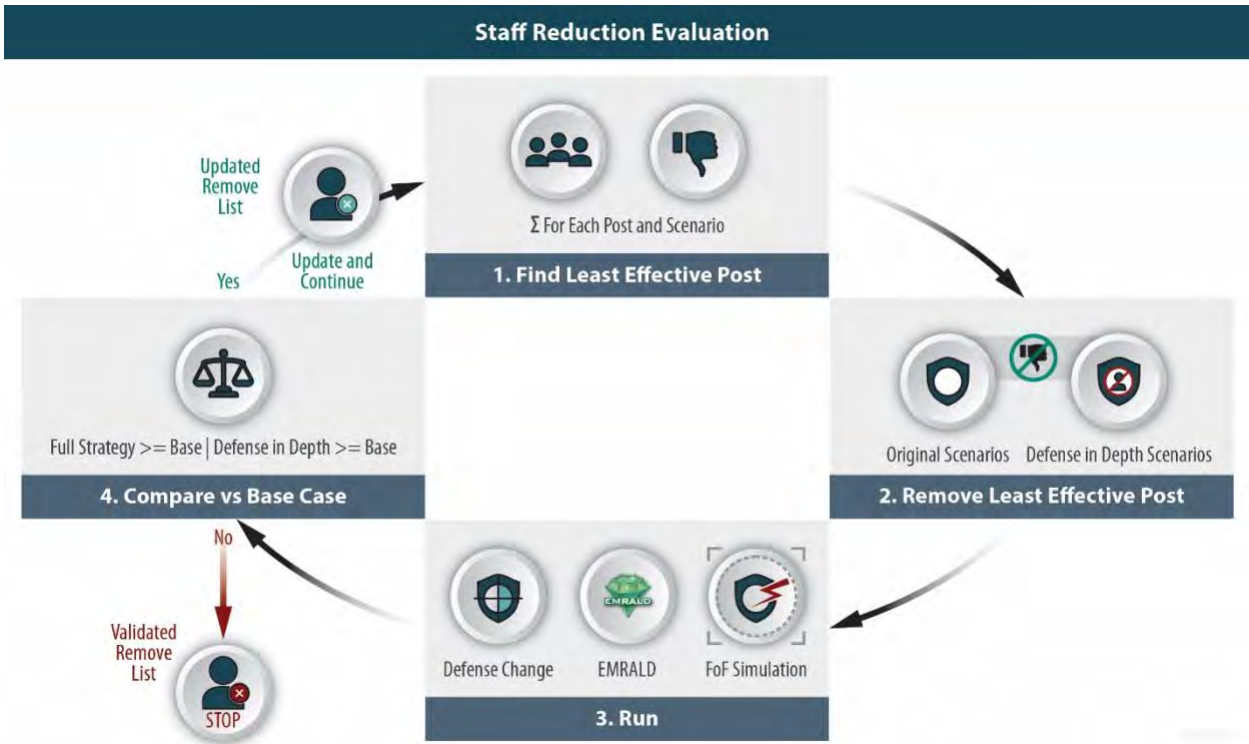 Staff Reduction Evaluation
Σ For Each Post and Scenario
1. Find Least Effective Post
Original Scenarios
Defense in Depth Scenarios
2. Remove Least Effective Post
Defense Change
EMRALD
EMRALD
FoF Simulation
3. Run
Full Strategy >= Base | Defense in Depth >= Base
4. Compare vs Base Case
Yes
Updated
Remove
List
Update and
Continue
No
Validated
Remove
List
STOP